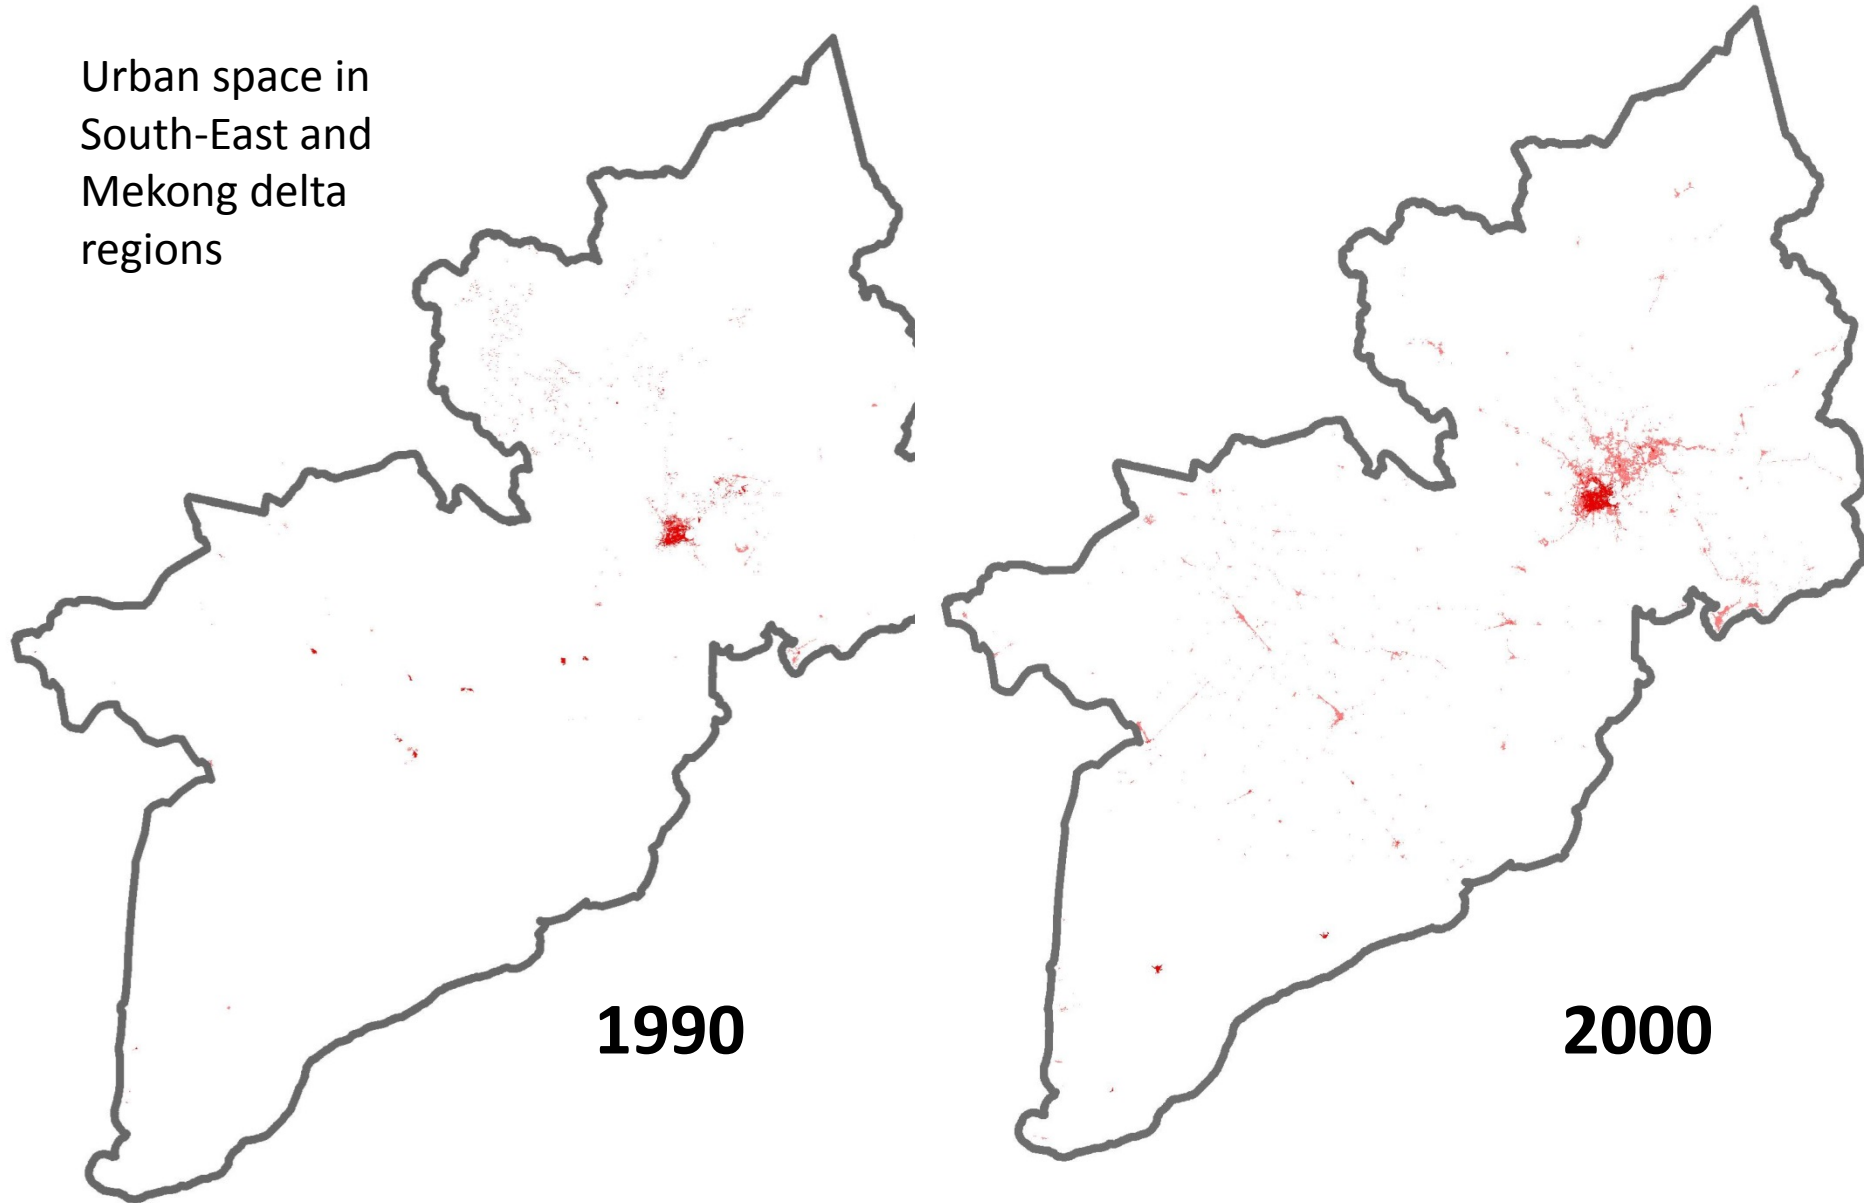 Urban space in
South-East and
Mekong delta
regions
1990
2000